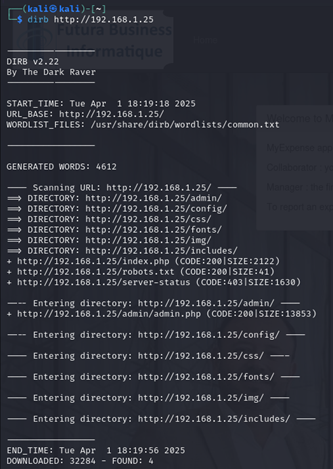 (kali㉿kali)-[~]
$ dirb http://192.168.1.25
Futura Business
Informatique
-----------------
DIRB v2.22
By The Dark Raver
-----------------
START_TIME: Tue Apr 1 18:19:18 2025
URL_BASE: http://192.168.1.25/
WORDLIST_FILES: /usr/share/dirb/wordlists/common.txt
-----------------
GENERATED WORDS: 4612
---- Scanning URL: http://192.168.1.25/ ----
==> DIRECTORY: http://192.168.1.25/admin/
==> DIRECTORY: http://192.168.1.25/config/
==> DIRECTORY: http://192.168.1.25/css/
==> DIRECTORY: http://192.168.1.25/fonts/
==> DIRECTORY: http://192.168.1.25/img/
==> DIRECTORY: http://192.168.1.25/includes/
+ http://192.168.1.25/index.php (CODE:200|SIZE:2122)
+ http://192.168.1.25/robots.txt (CODE:200|SIZE:41)
+ http://192.168.1.25/server-status (CODE:403|SIZE:1630)
---- Entering directory: http://192.168.1.25/admin/ ----
+ http://192.168.1.25/admin/admin.php (CODE:200|SIZE:13853)
---- Entering directory: http://192.168.1.25/config/ ----
---- Entering directory: http://192.168.1.25/css/ ----
---- Entering directory: http://192.168.1.25/fonts/ ----
---- Entering directory: http://192.168.1.25/img/ ----
---- Entering directory: http://192.168.1.25/includes/ ----
-----------------
END_TIME: Tue Apr 1 18:19:56 2025
DOWNLOADED: 32284 - FOUND: 4